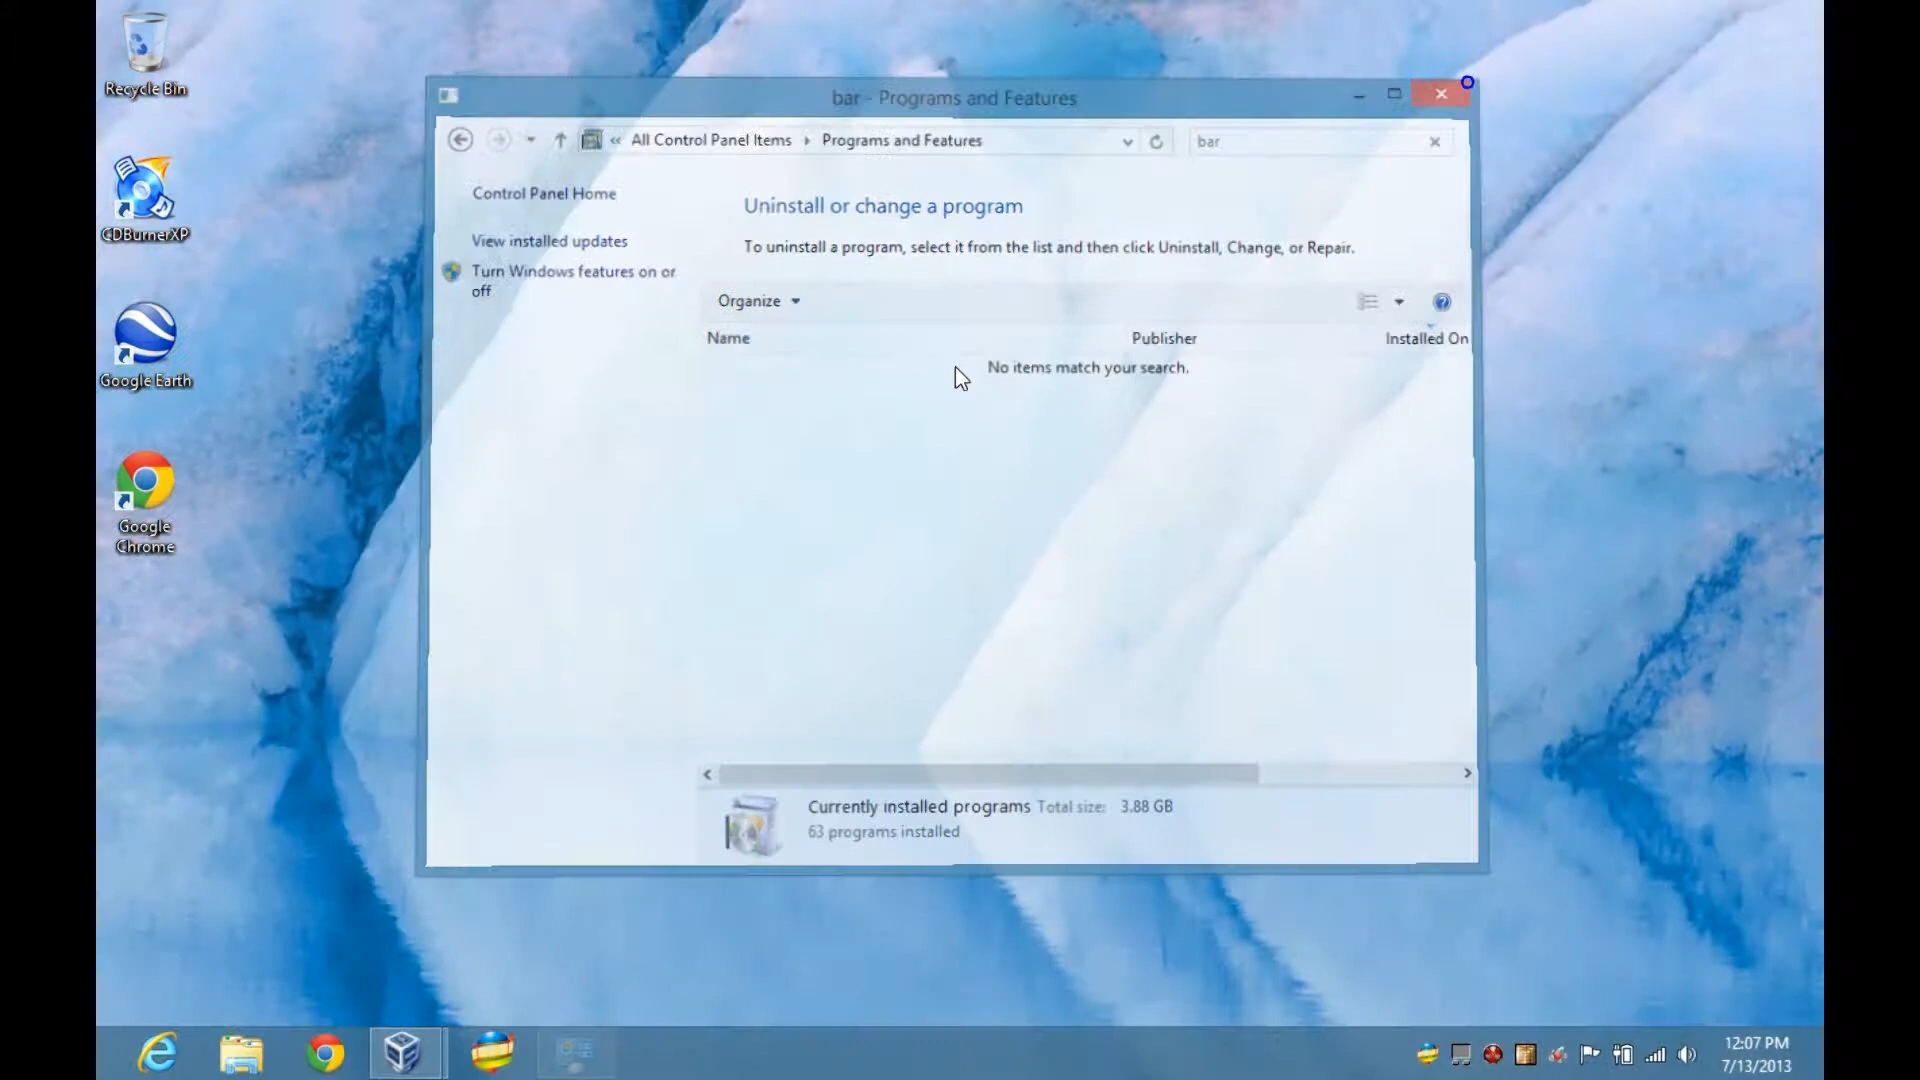 Recycle Bin
CDBurnerXP
Google Earth
Google
Chrome
bar - Programs and Features
« All Control Panel Items Programs and Features
bar
Control Panel Home
View installed updates
Turn Windows features on or
off
Uninstall or change a program
To uninstall a program, select it from the list and then click Uninstall, Change, or Repair.
Organize
Name Publisher Installed On
No items match your search.
Currently installed programs Total size: 3.88 GB
63 programs installed
12:07 PM
7/13/2013